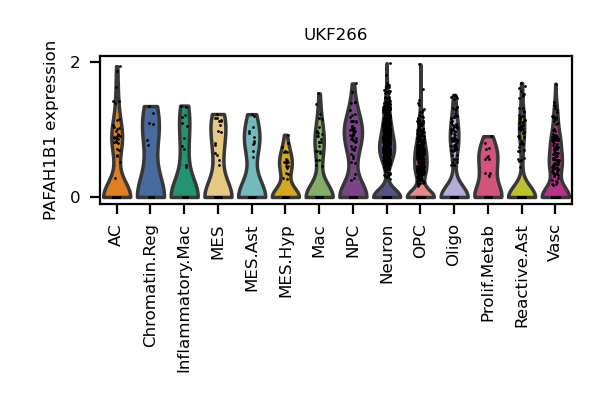 UKF266
PAFAH1B1 expression
2
0
AC
Chromatin.Reg
Inflammatory.Mac
MES
MES.Ast
MES.Hyp
Mac
NPC
Neuron
OPC
Oligo
Prolif.Metab
Reactive.Ast
Vasc